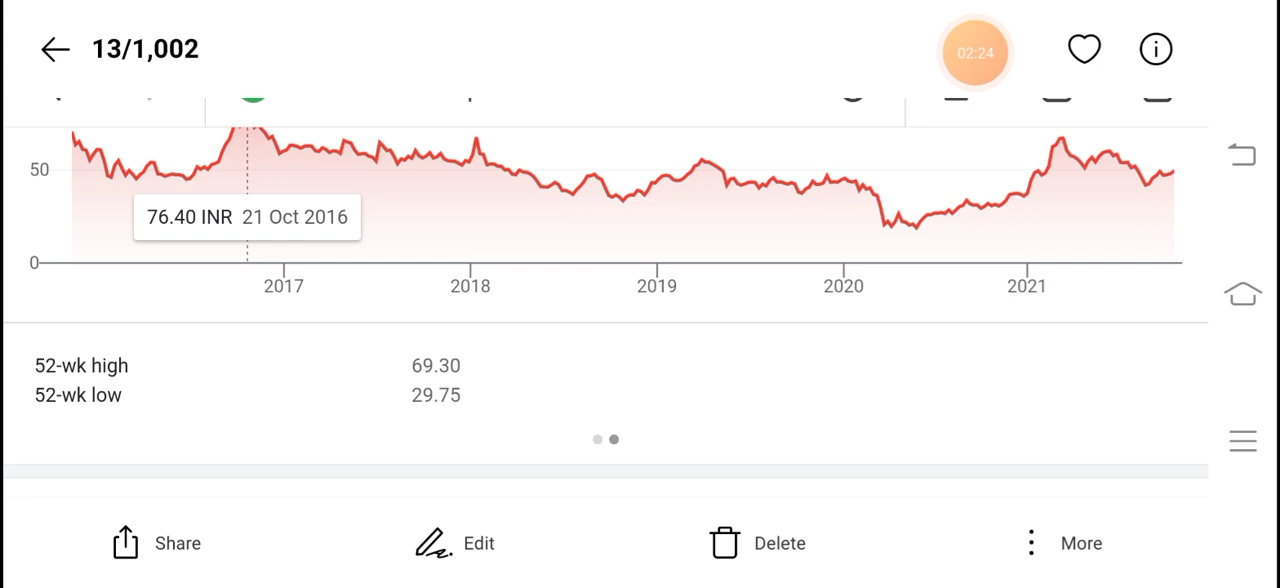 13/1,002
02:24
50
76.40 INR 21 Oct 2016
0
2017 2018 2019 2020 2021
52-wk high 69.30
52-wk low 29.75
Share Edit Delete More